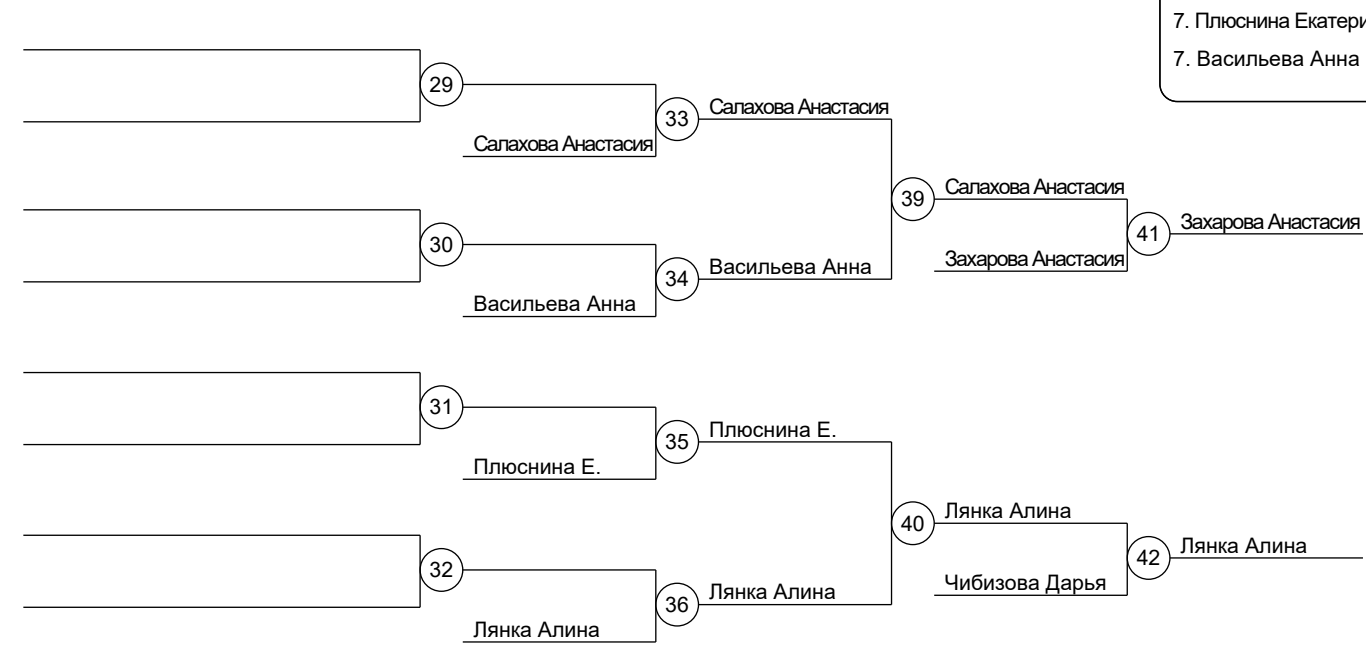 7. Плюснина Екатери
7. Васильева Анна
29
33
Салахова Анастасия
Салахова Анастасия
39
Салахова Анастасия
41
Захарова Анастасия
Захарова Анастасия
30
34
Васильева Анна
Васильева Анна
31
35
Плюснина Е.
Плюснина Е.
40
Лянка Алина
42
Лянка Алина
Чибизова Дарья
32
36
Лянка Алина
Лянка Алина